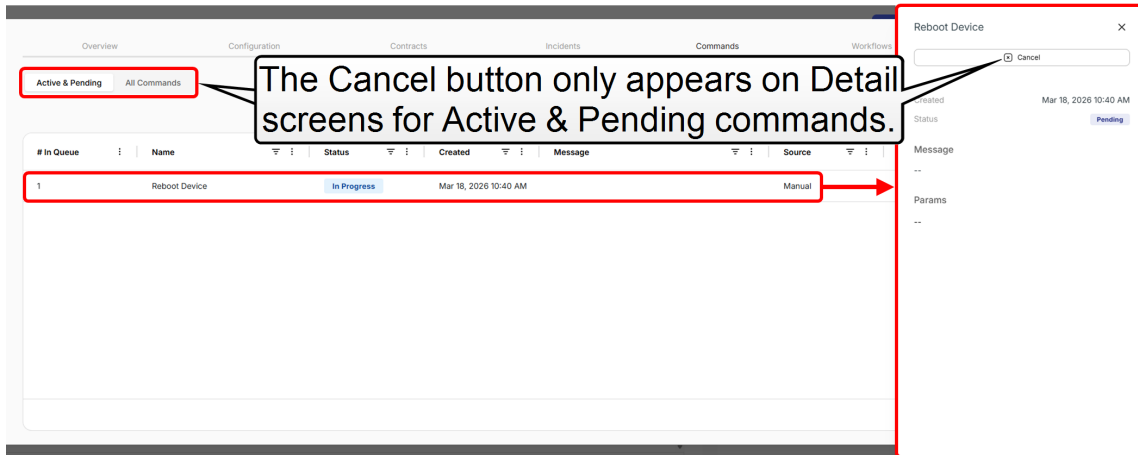 Overview Configuration Contracts Incidents Commands Workflows
Active & Pending All Commands
The Cancel button only appears on Detail
screens for Active & Pending commands.
# In Queue Name Status Created Message Source
1 Reboot Device In Progress Mar 18, 2026 10:40 AM Manual
Reboot Device
Cancel
Created Mar 18, 2026 10:40 AM
Status Pending
Message
--
Params
--